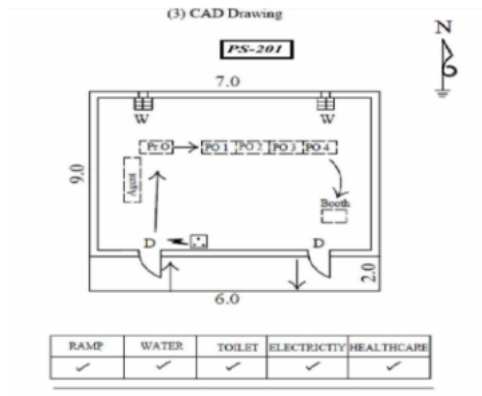 (3) CAD Drawing
N
PS-201
7.0
W W
PrO PO 1 PO 2 PO 3 PO 4
9.0
Agent
Booth
D D
2.0
6.0
RAMP WATER TOILET ELECTRICTIY HEALTHCARE
✓ ✓ ✓ ✓ ✓